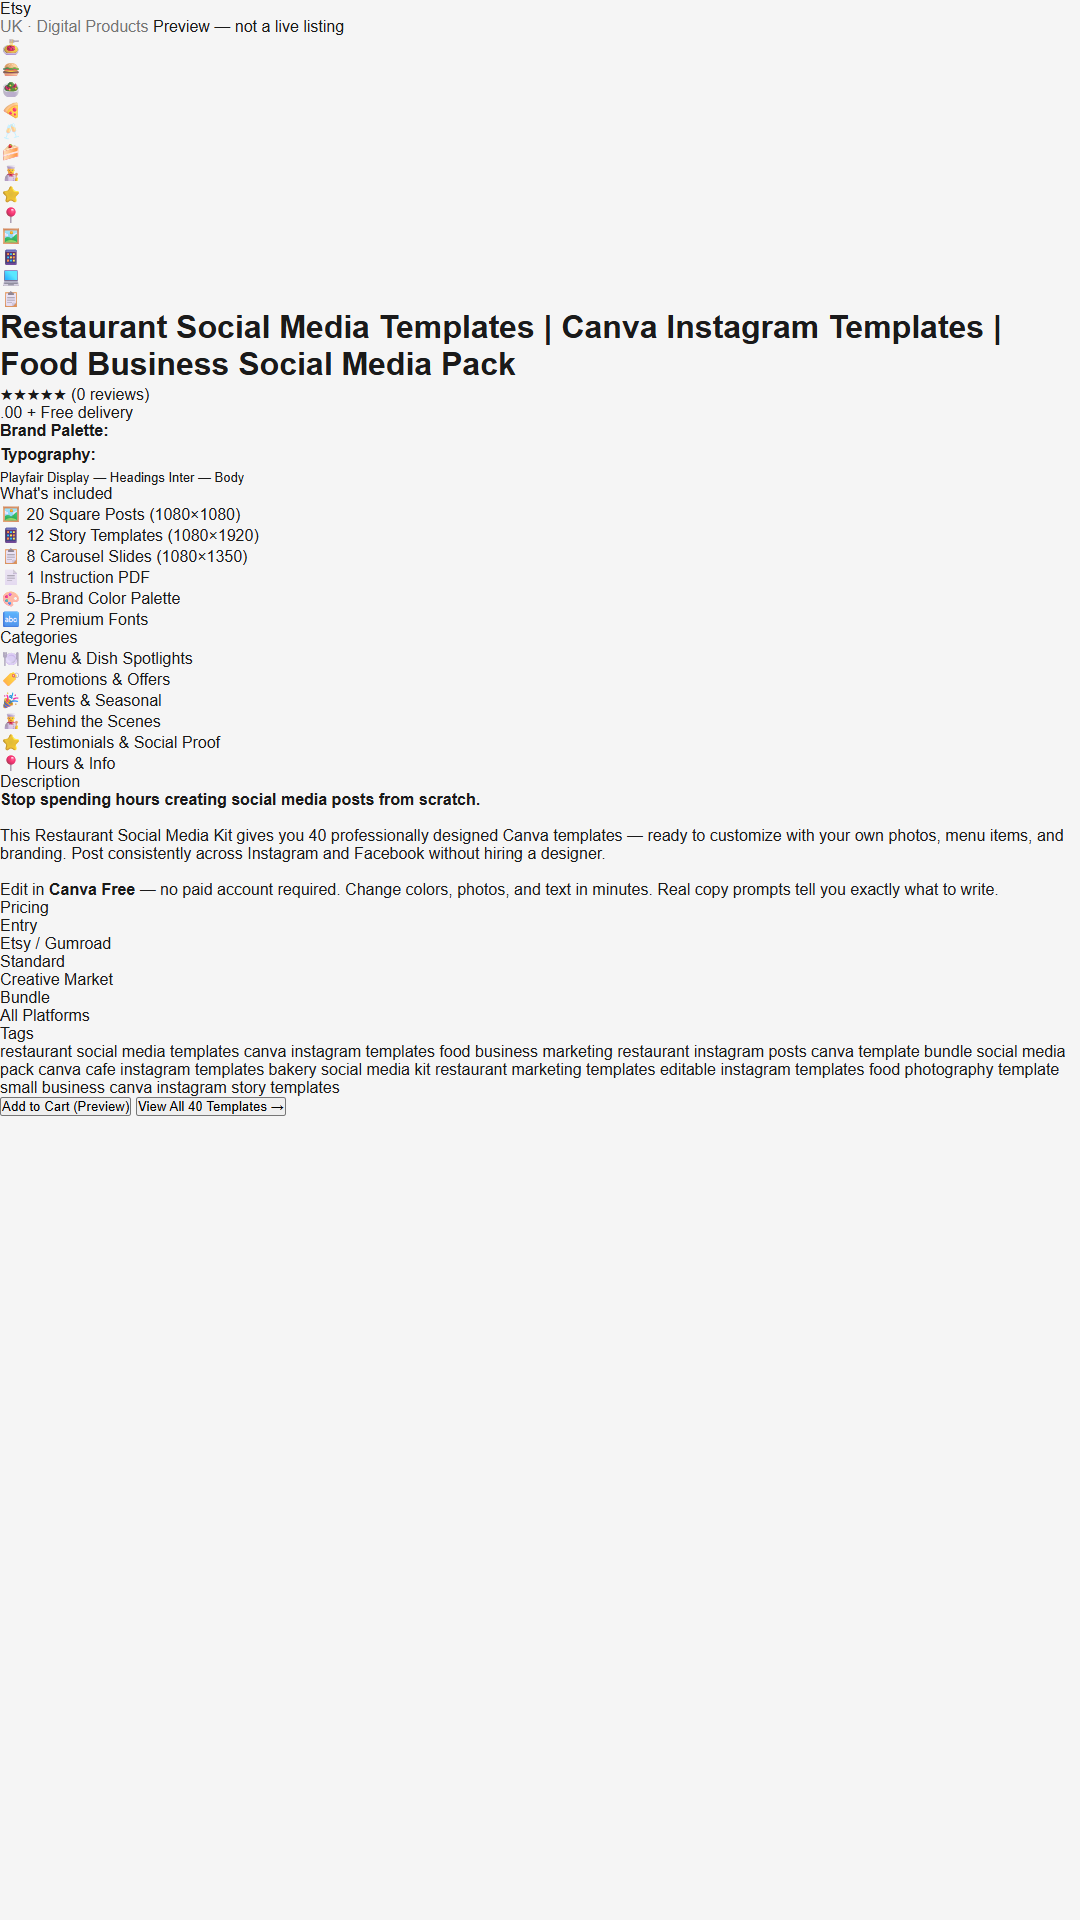 Etsy
UK · Digital Products Preview — not a live listing
Restaurant Social Media Templates | Canva Instagram Templates |
Food Business Social Media Pack
★★★★★ (0 reviews)
.00 + Free delivery
Brand Palette:
Typography:
Playfair Display — Headings Inter — Body
What's included
20 Square Posts (1080×1080)
12 Story Templates (1080×1920)
8 Carousel Slides (1080×1350)
1 Instruction PDF
5-Brand Color Palette
abc 2 Premium Fonts
Categories
Menu & Dish Spotlights
Promotions & Offers
Events & Seasonal
Behind the Scenes
Testimonials & Social Proof
Hours & Info
Description
Stop spending hours creating social media posts from scratch.
This Restaurant Social Media Kit gives you 40 professionally designed Canva templates — ready to customize with your own photos, menu items, and
branding. Post consistently across Instagram and Facebook without hiring a designer.
Edit in Canva Free — no paid account required. Change colors, photos, and text in minutes. Real copy prompts tell you exactly what to write.
Pricing
Entry
Etsy / Gumroad
Standard
Creative Market
Bundle
All Platforms
Tags
restaurant social media templates canva instagram templates food business marketing restaurant instagram posts canva template bundle social media
pack canva cafe instagram templates bakery social media kit restaurant marketing templates editable instagram templates food photography template
small business canva instagram story templates
Add to Cart (Preview) View All 40 Templates →